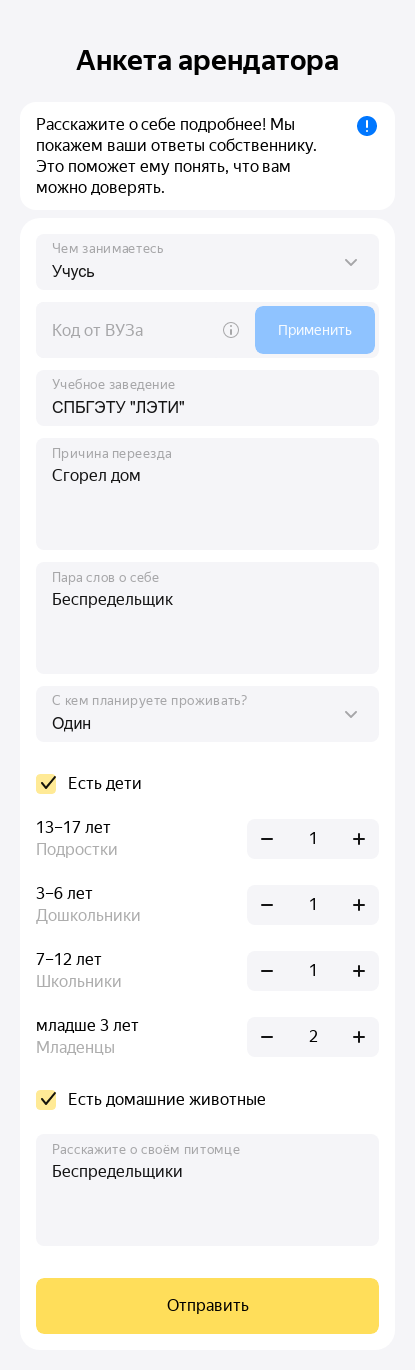 Анкета арендатора
Расскажите о себе подробнее! Мы
покажем ваши ответы собственнику.
Это поможет ему понять, что вам
можно доверять.
Чем занимаетесь
Учусь
Код от ВУЗа
Применить
Учебное заведение
СПБГЭТУ "ЛЭТИ"
Причина переезда
Сгорел дом
Пара слов о себе
Беспредельщик
С кем планируете проживать?
Один
Есть дети
13–17 лет
Подростки
1
3–6 лет
Дошкольники
1
7–12 лет
Школьники
1
младше 3 лет
Младенцы
2
Есть домашние животные
Расскажите о своём питомце
Беспредельщики
Отправить